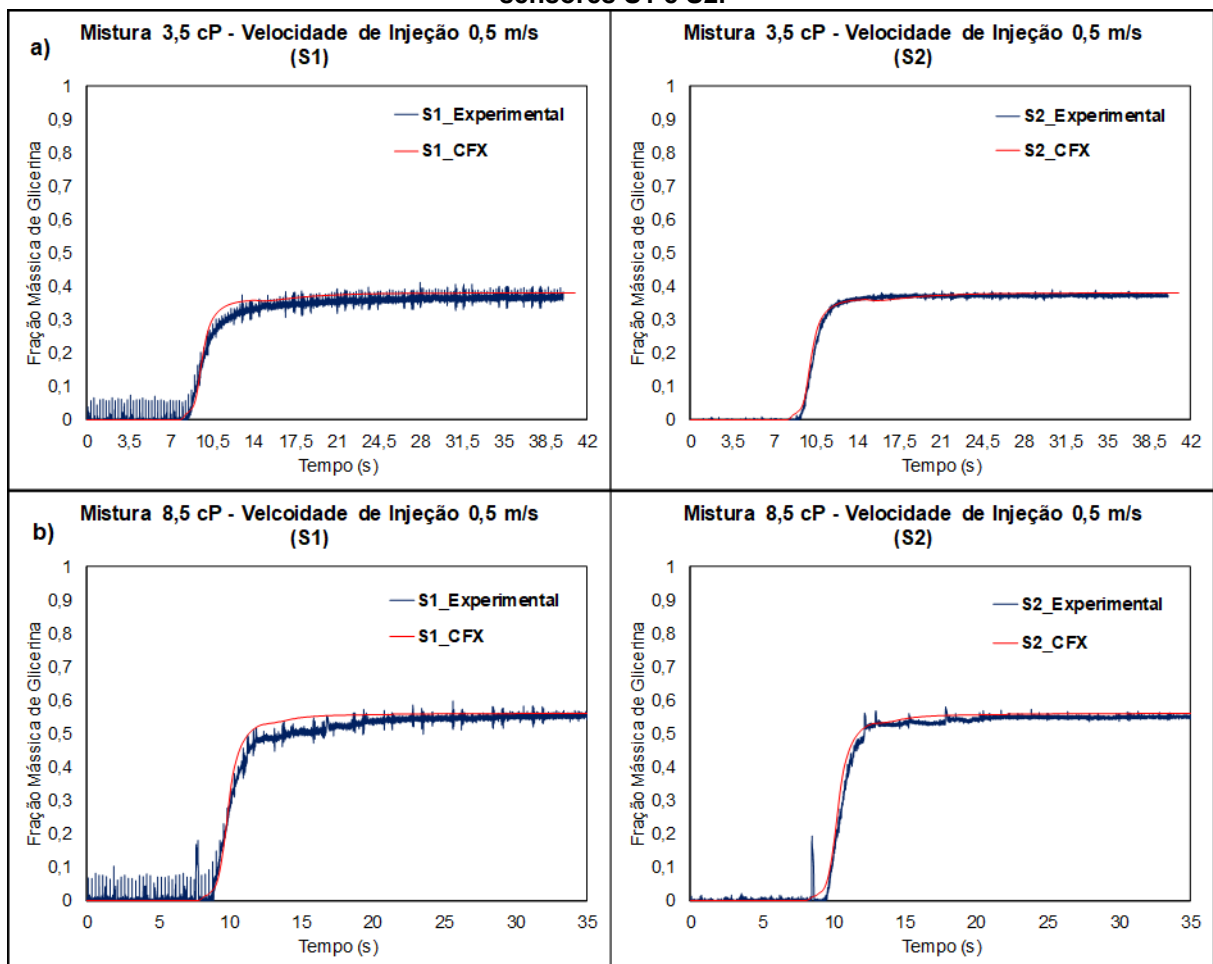 sensores S1 e S2.
a)
Mistura 3,5 cP - Velocidade de Injeção 0,5 m/s
(S1)
1
0,9
0,8
0,7
0,6
0,5
0,4
0,3
0,2
0,1
0
Fração Mássica de Glicerina
S1_Experimental
S1_CFX
0 3,5 7 10,5 14 17,5 21 24,5 28 31,5 35 38,5 42
Tempo (s)
Mistura 3,5 cP - Velocidade de Injeção 0,5 m/s
(S2)
1
0,9
0,8
0,7
0,6
0,5
0,4
0,3
0,2
0,1
0
Fração Mássica de Glicerina
S2_Experimental
S2_CFX
0 3,5 7 10,5 14 17,5 21 24,5 28 31,5 35 38,5 42
Tempo (s)
b)
Mistura 8,5 cP - Velcoidade de Injeção 0,5 m/s
(S1)
1
0,9
0,8
0,7
0,6
0,5
0,4
0,3
0,2
0,1
0
Fração Mássica de Glicerina
S1_Experimental
S1_CFX
0 5 10 15 20 25 30 35
Tempo (s)
Mistura 8,5 cP - Velocidade de Injeção 0,5 m/s
(S2)
1
0,9
0,8
0,7
0,6
0,5
0,4
0,3
0,2
0,1
0
Fração Mássica de Glicerina
S2_Experimental
S2_CFX
0 5 10 15 20 25 30 35
Tempo (s)